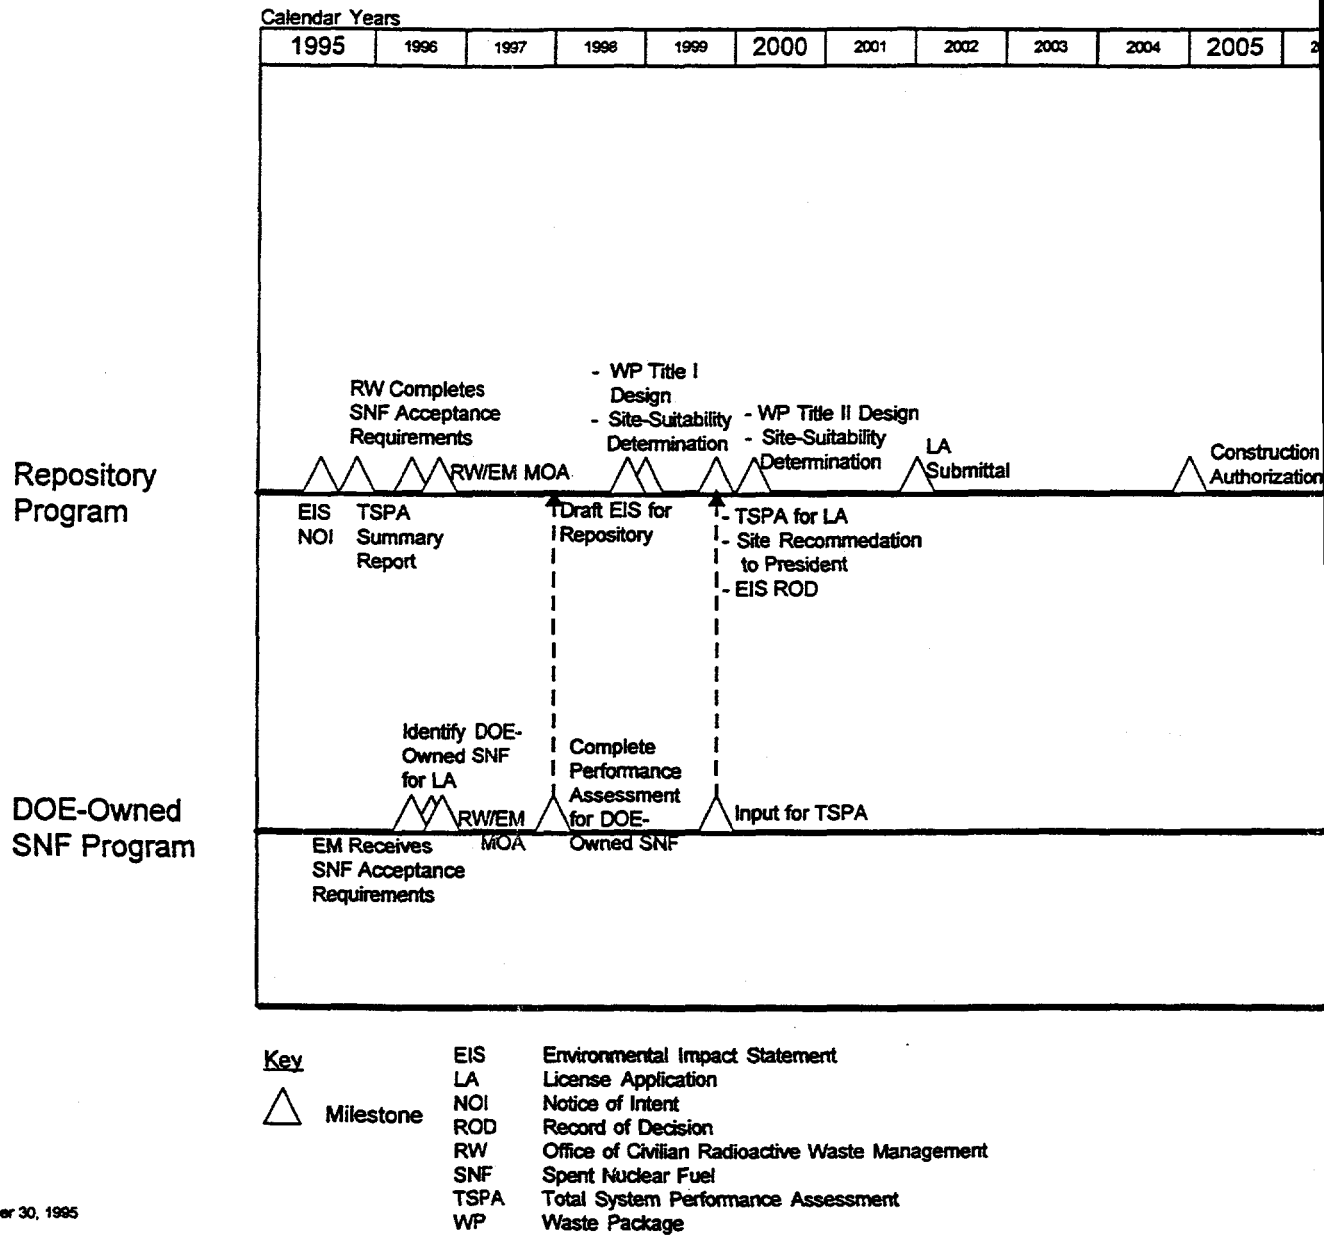 Calendar Years
1995 1996 1997 1998 1999 2000 2001 2002 2003 2004 2005
- WP Title I
Design
- Site-Suitability
Determination
RW Completes
SNF Acceptance
Requirements
- WP Title II Design
- Site-Suitability
Determination
LA
Submittal
Construction
Authorization
RW/EM MOA
Repository
Program
EIS
NOI
TSPA
Summary
Report
Draft EIS for
Repository
- TSPA for LA
- Site Recommedation
to President
- EIS ROD
Identify DOE-
Owned SNF
for LA
RW/EM
MOA
Complete
Performance
Assessment
for DOE-
Owned SNF
Input for TSPA
DOE-Owned
SNF Program
EM Receives
SNF Acceptance
Requirements
Key
Milestone
EIS Environmental Impact Statement
LA License Application
NOI Notice of Intent
ROD Record of Decision
RW Office of Civilian Radioactive Waste Management
SNF Spent Nuclear Fuel
TSPA Total System Performance Assessment
WP Waste Package
er 30, 1995